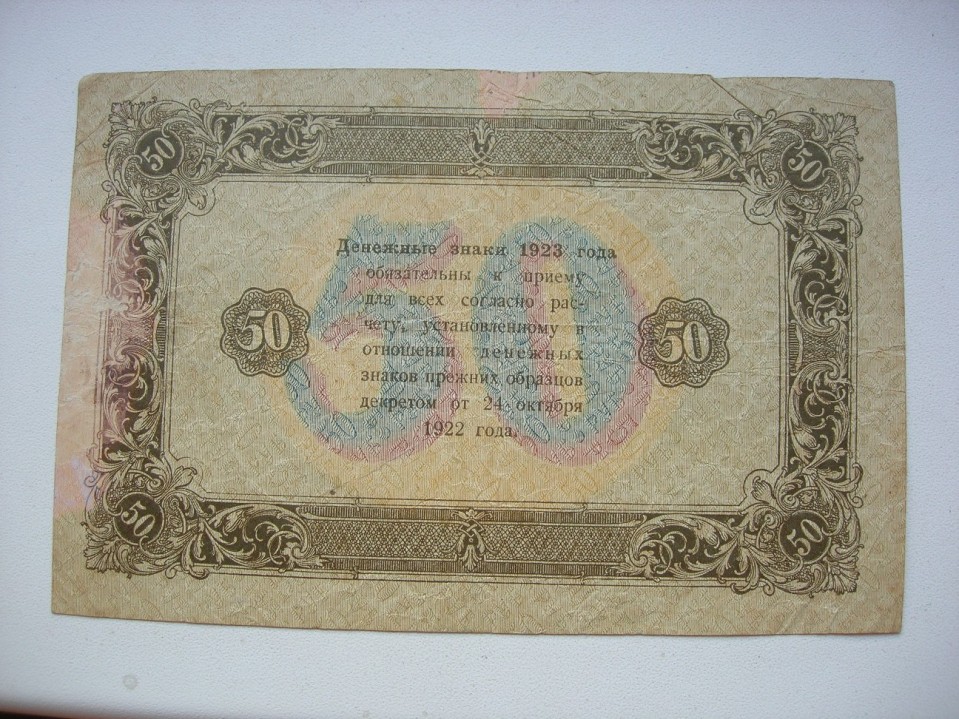 50 50
Денежные знаки 1923 года
обязательны к приему
для всех согласно рас-
чету, установленному в
50 50 50
отношении денежных
знаков прежних образцов
декретом от 24 октября
1922 года.
50 50